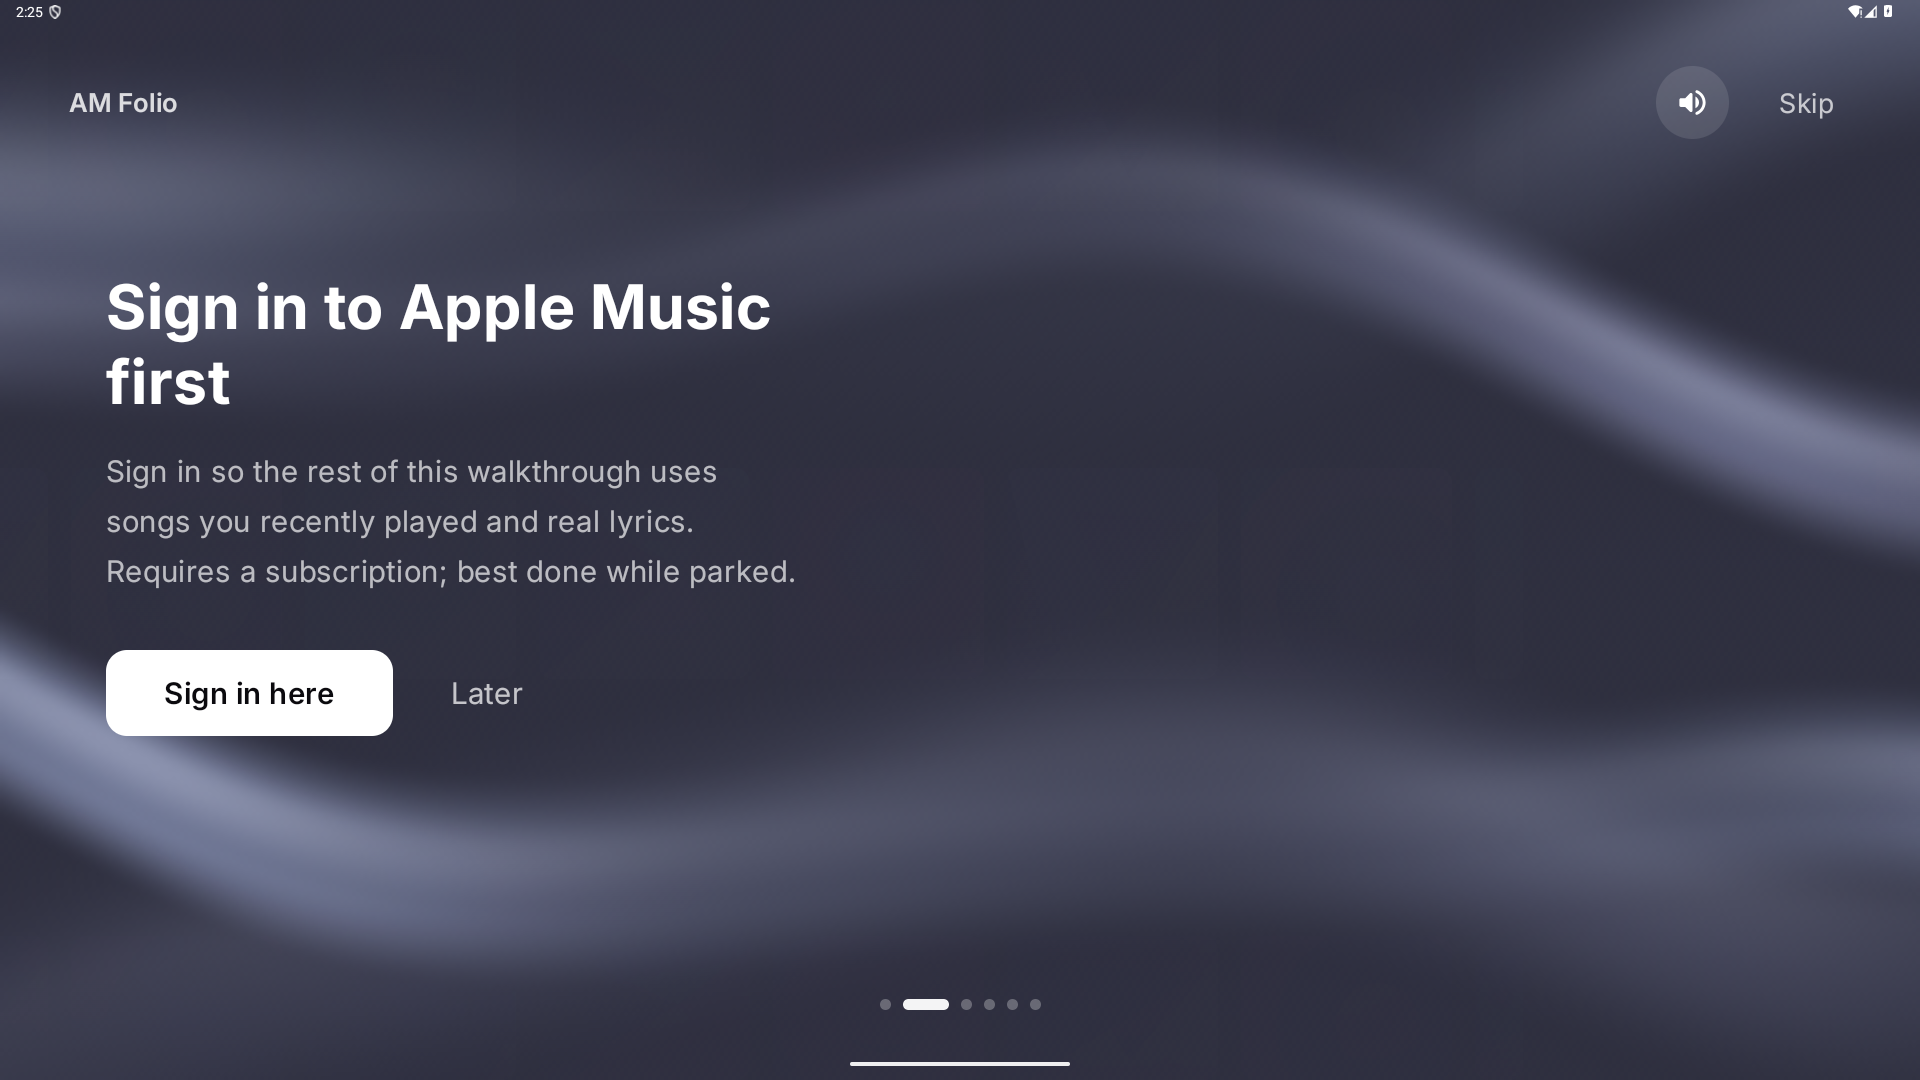 2:25
AM Folio
Skip
Sign in to Apple Music
first
Sign in so the rest of this walkthrough uses
songs you recently played and real lyrics.
Requires a subscription; best done while parked.
Sign in here
Later